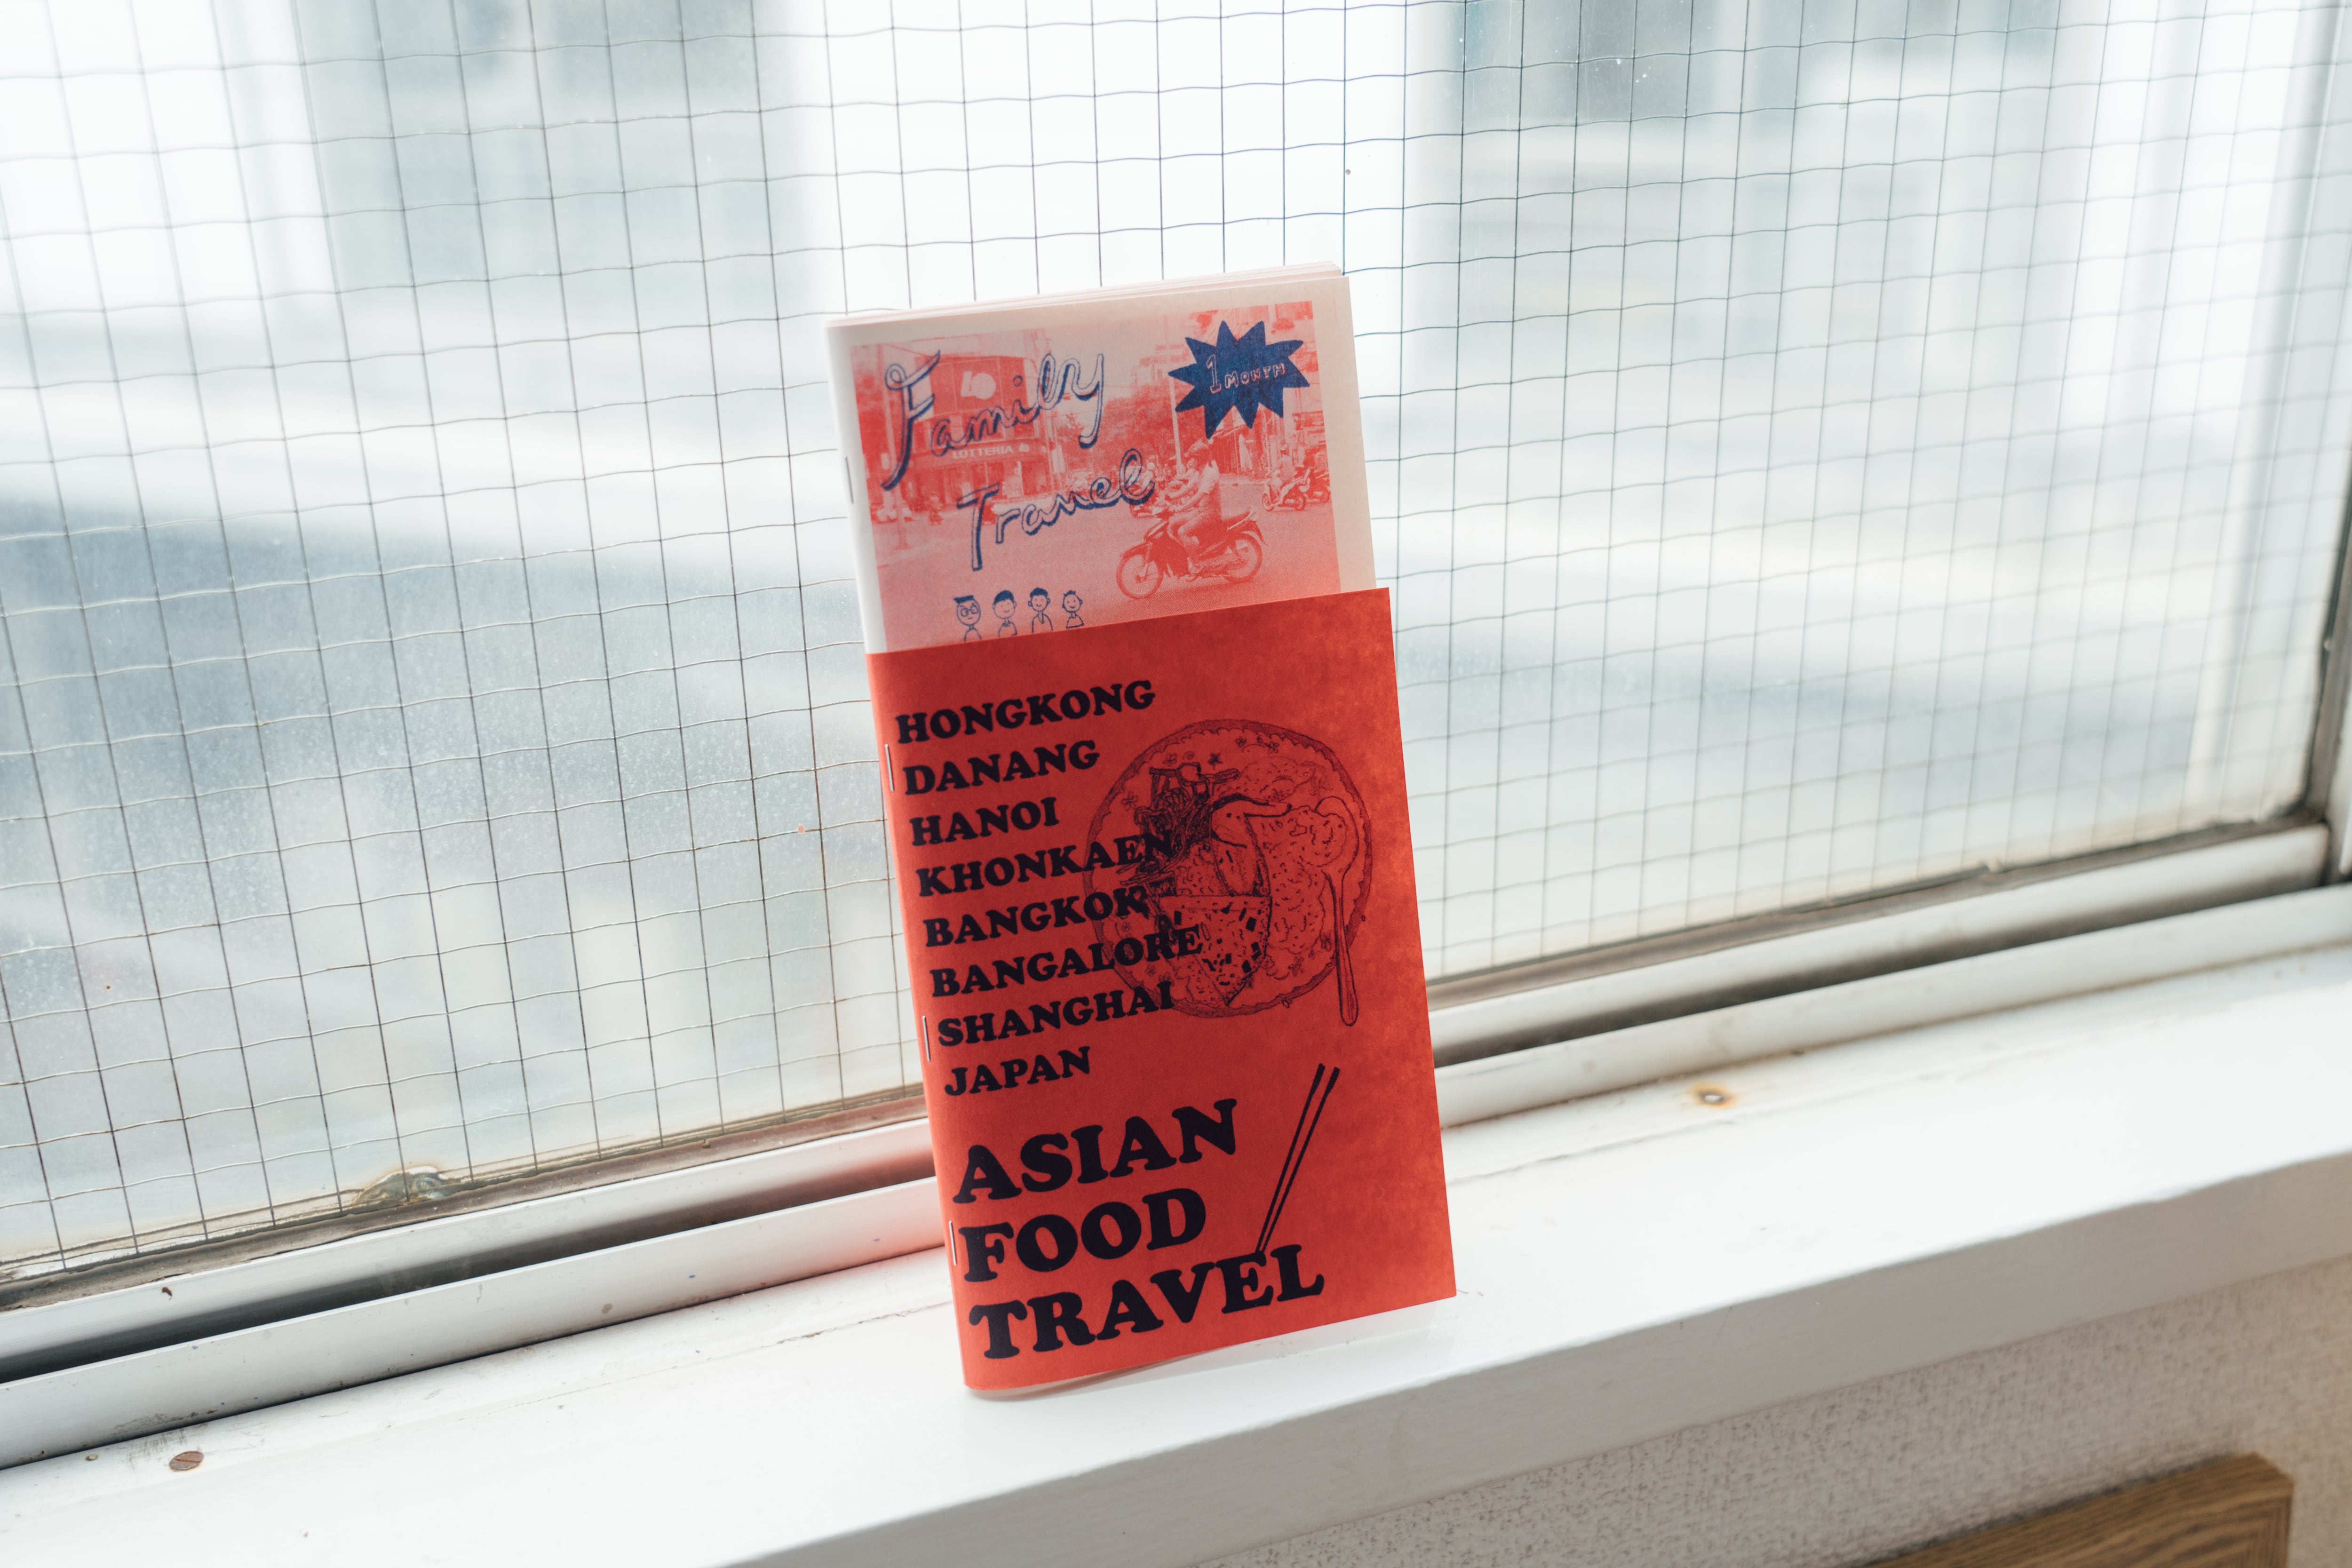 Family
Travel
1 MONTH
LOTTERIA
HONGKONG
DANANG
HANOI
KHONKAEN
BANGKOK
BANGALORE
SHANGHAI
JAPAN
ASIAN
FOOD
TRAVEL